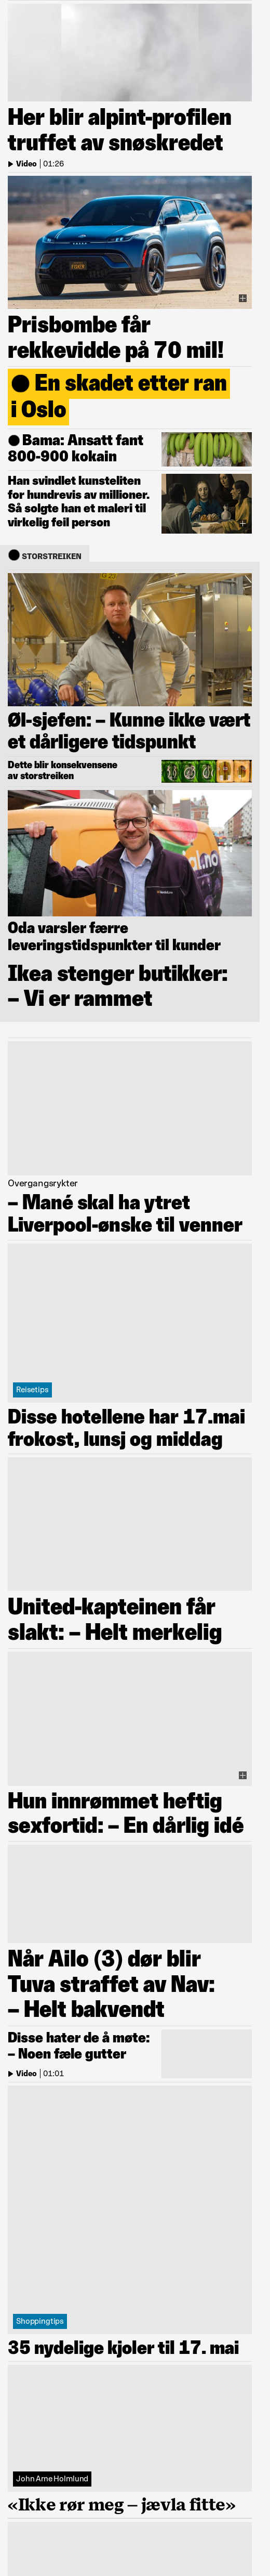 Her blir alpint-profilen
truffet av snøskredet
Video | 01:26
Prisbombe får
rekkevidde på 70 mil!
En skadet etter ran
i Oslo
Bama: Ansatt fant
800-900 kokain
Han svindlet kunsteliten
for hundrevis av millioner.
Så solgte han et maleri til
virkelig feil person
STORSTREIKEN
Øl-sjefen: – Kunne ikke vært
et dårligere tidspunkt
Dette blir konsekvensene
av storstreiken
Oda varsler færre
leveringstidspunkter til kunder
Ikea stenger butikker:
– Vi er rammet
Overgangsrykter
– Mané skal ha ytret
Liverpool-ønske til venner
Reisetips
Disse hotellene har 17.mai
frokost, lunsj og middag
United-kapteinen får
slakt: – Helt merkelig
Hun innrømmet heftig
sexfortid: – En dårlig idé
Når Ailo (3) dør blir
Tuva straffet av Nav:
– Helt bakvendt
Disse hater de å møte:
– Noen fæle gutter
Video | 01:01
Shoppingtips
35 nydelige kjoler til 17. mai
John Arne Holmlund
«Ikke rør meg – jævla fitte»